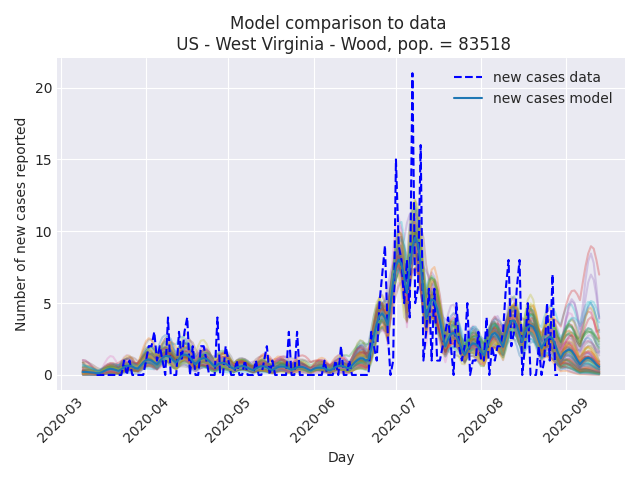 Model comparison to data
US - West Virginia - Wood, pop. = 83518
new cases data
new cases model
Number of new cases reported
20
15
10
5
0
2020-03
2020-04
2020-05
2020-06
2020-07
2020-08
2020-09
Day